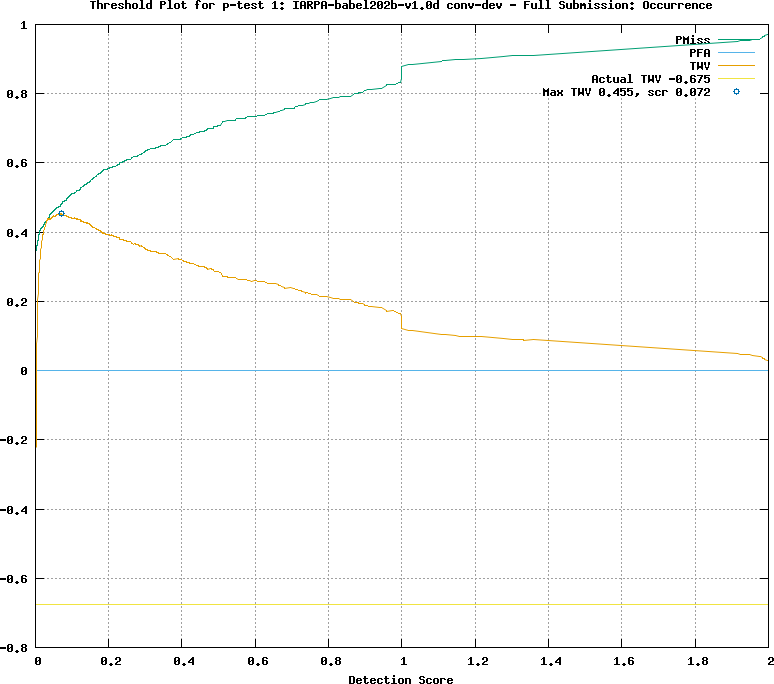 Threshold Plot for p-test 1: IARPA-babel202b-v1.0d conv-dev - Full Submission: Occurrence
PMiss
PFA
TWV
Actual TWV -0.675
Max TWV 0.455, scr 0.072
1
0.8
0.6
0.4
0.2
0
-0.2
-0.4
-0.6
-0.8
0 0.2 0.4 0.6 0.8 1 1.2 1.4 1.6 1.8 2
Detection Score